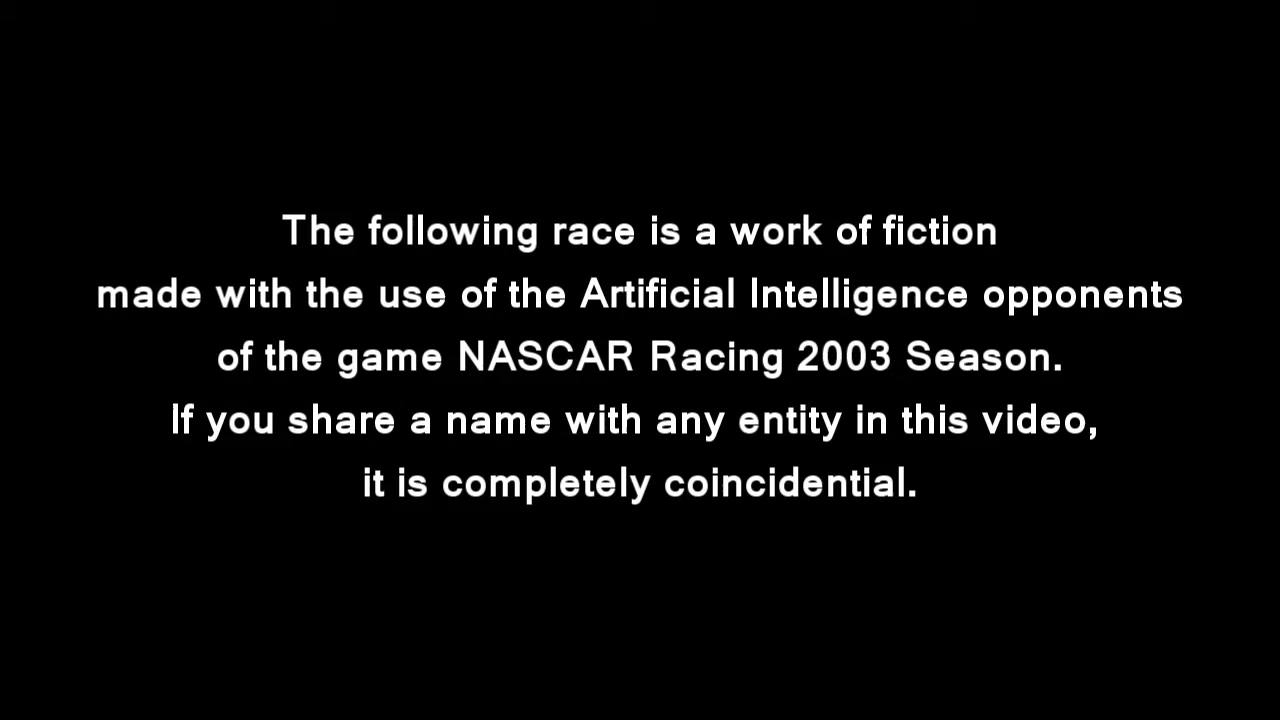 The following race is a work of fiction
made with the use of the Artificial Intelligence opponents
of the game NASCAR Racing 2003 Season.
If you share a name with any entity in this video,
it is completely coincidential.